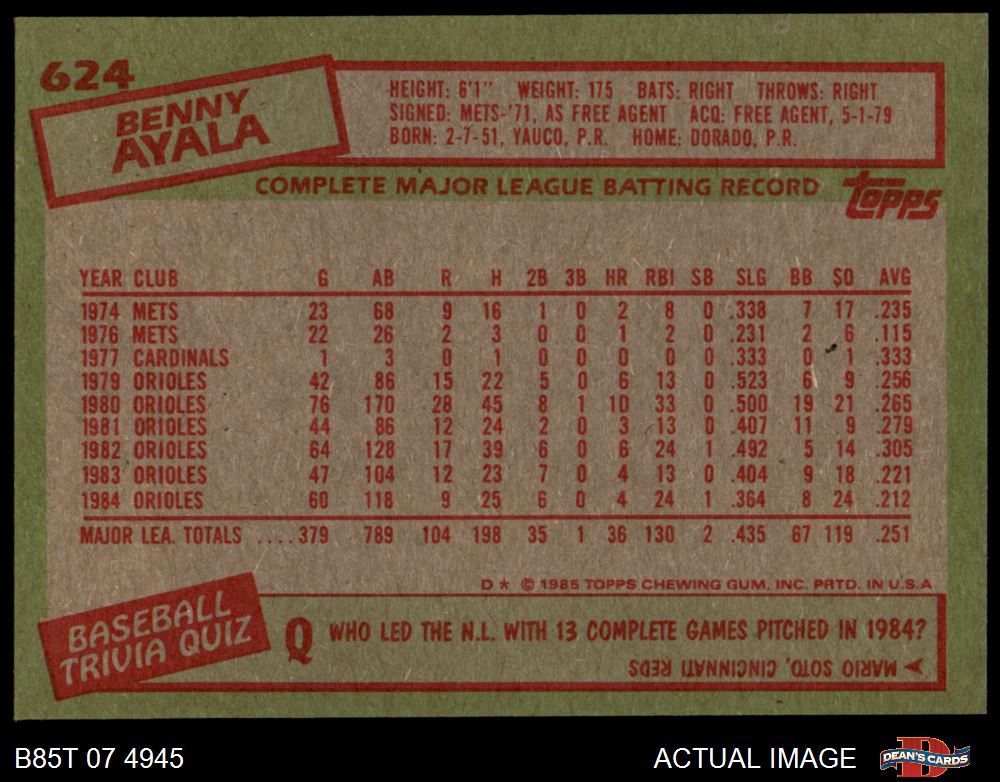 624
BENNY
AYALA
HEIGHT: 6'1" WEIGHT: 175 BATS: RIGHT THROWS: RIGHT
SIGNED: METS-'71, AS FREE AGENT ACQ: FREE AGENT, 5-1-79
BORN: 2-7-51, YAUCO, P.R. HOME: DORADO, P.R.
COMPLETE MAJOR LEAGUE BATTING RECORD
topps
YEAR CLUB G AB R H 2B 3B HR RBI SB SLG BB SO AVG
1974 METS 23 68 9 16 1 0 2 8 0 .338 7 17 .235
1976 METS 22 26 2 3 0 0 1 2 0 .231 2 6 .115
1977 CARDINALS 1 3 0 1 0 0 0 0 0 .333 0 1 .333
1979 ORIOLES 42 86 15 22 5 0 6 13 0 .523 6 9 .256
1980 ORIOLES 76 170 28 45 8 1 10 33 0 .500 19 21 .265
1981 ORIOLES 44 86 12 24 2 0 3 13 0 .407 11 9 .279
1982 ORIOLES 64 128 17 39 6 0 6 24 1 .492 5 14 .305
1983 ORIOLES 47 104 12 23 7 0 4 13 0 .404 9 18 .221
1984 ORIOLES 60 118 9 25 6 0 4 24 1 .364 8 24 .212
MAJOR LEA. TOTALS ....379 789 104 198 35 1 36 130 2 .435 67 119 .251
D * © 1985 TOPPS CHEWING GUM, INC. PRTD. IN U.S.A
BASEBALL
TRIVIA QUIZ
Q WHO LED THE N.L. WITH 13 COMPLETE GAMES PITCHED IN 1984?
MARIO SOTO, CINCINNATI REDS
B85T 07 4945
ACTUAL IMAGE
DEAN'S CARDS